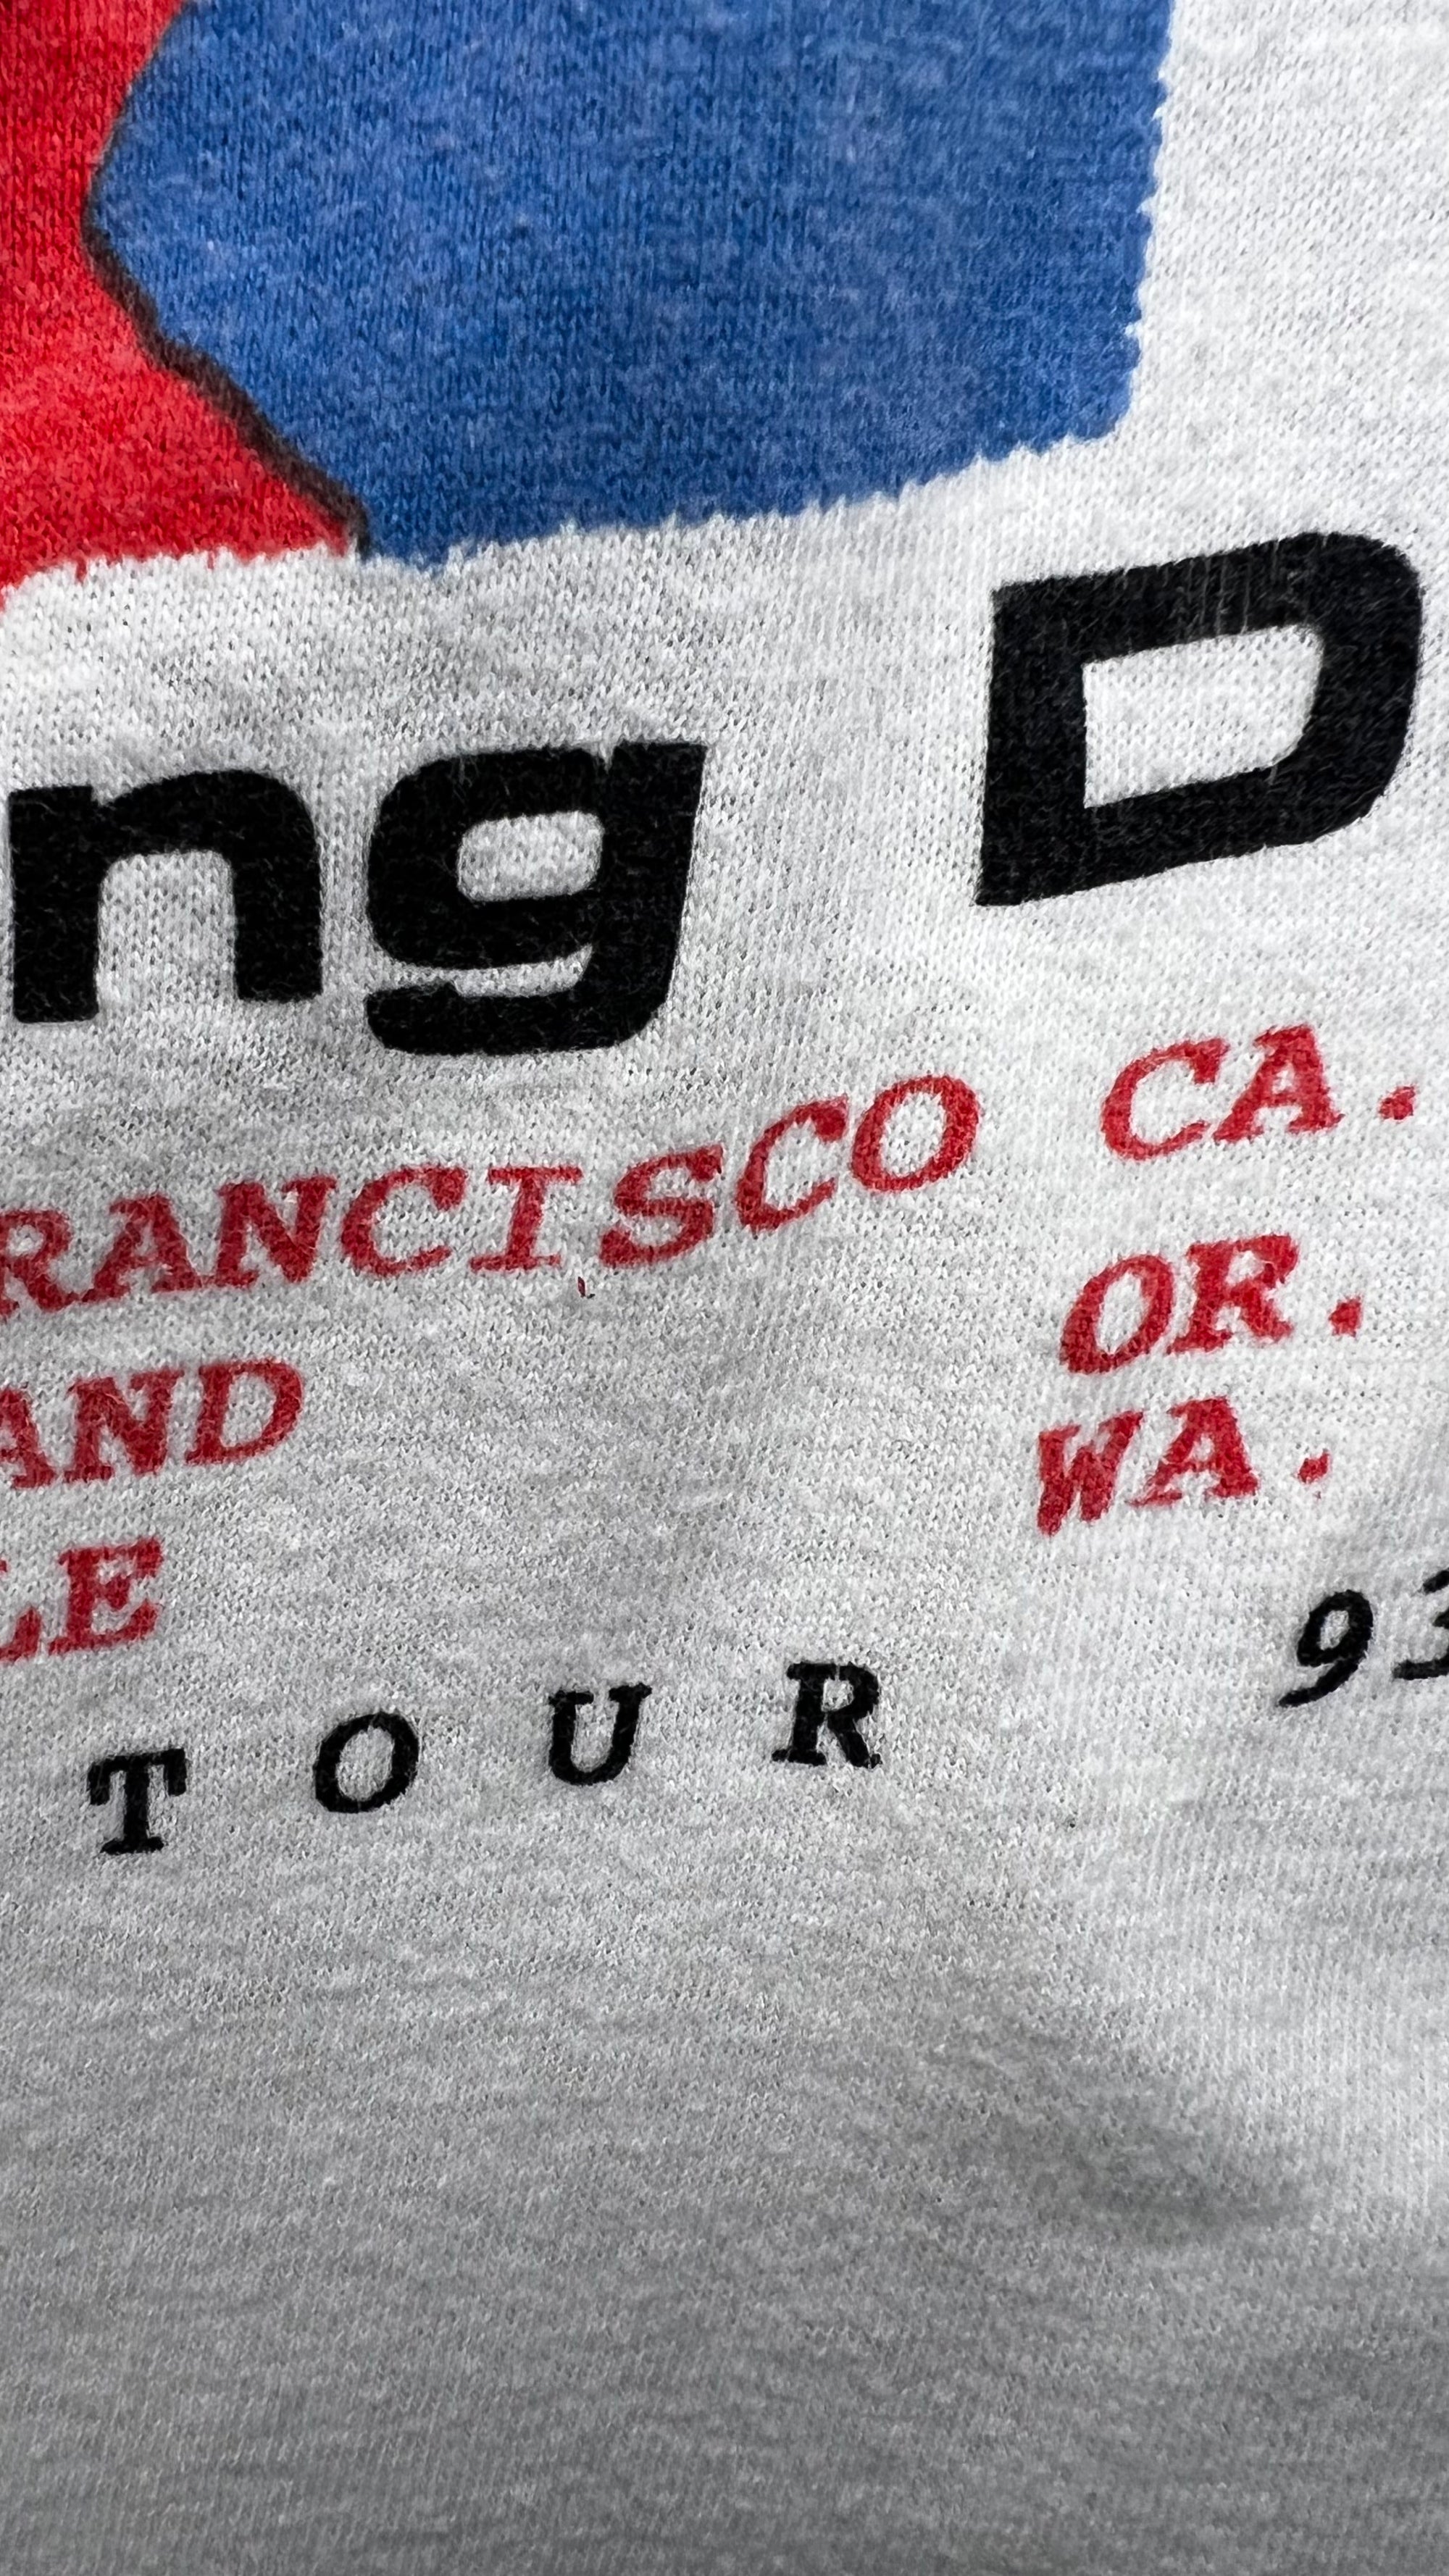 ng D
RANCISCO CA.
AND OR.
LE WA.
TOUR 93